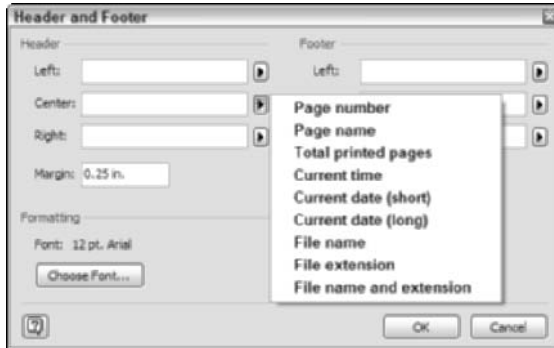 Header and Footer
Header
Footer
Left:
Left:
Center:
Page number
Page name
Right:
Total printed pages
Current time
Margin: 0.25 in.
Current date (short)
Current date (long)
Formatting
File name
Font: 12 pt. Arial
File extension
Choose Font...
File name and extension
?
OK
Cancel